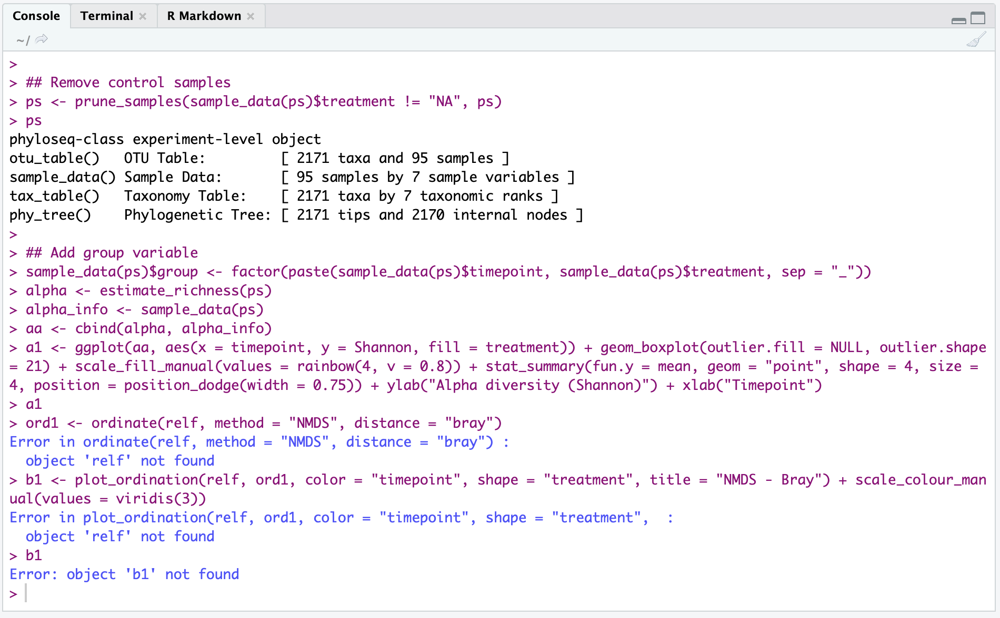 Console Terminal × R Markdown ×
~/
>
> ## Remove control samples
> ps <- prune_samples(sample_data(ps)$treatment != "NA", ps)
> ps
phyloseq-class experiment-level object
otu_table()   OTU Table:         [ 2171 taxa and 95 samples ]
sample_data() Sample Data:       [ 95 samples by 7 sample variables ]
tax_table()   Taxonomy Table:    [ 2171 taxa by 7 taxonomic ranks ]
phy_tree()    Phylogenetic Tree: [ 2171 tips and 2170 internal nodes ]
>
> ## Add group variable
> sample_data(ps)$group <- factor(paste(sample_data(ps)$timepoint, sample_data(ps)$treatment, sep = "_"))
> alpha <- estimate_richness(ps)
> alpha_info <- sample_data(ps)
> aa <- cbind(alpha, alpha_info)
> a1 <- ggplot(aa, aes(x = timepoint, y = Shannon, fill = treatment)) + geom_boxplot(outlier.fill = NULL, outlier.shape
= 21) + scale_fill_manual(values = rainbow(4, v = 0.8)) + stat_summary(fun.y = mean, geom = "point", shape = 4, size =
4, position = position_dodge(width = 0.75)) + ylab("Alpha diversity (Shannon)") + xlab("Timepoint")
> a1
> ord1 <- ordinate(relf, method = "NMDS", distance = "bray")
Error in ordinate(relf, method = "NMDS", distance = "bray") :
  object 'relf' not found
> b1 <- plot_ordination(relf, ord1, color = "timepoint", shape = "treatment", title = "NMDS - Bray") + scale_colour_man
ual(values = viridis(3))
Error in plot_ordination(relf, ord1, color = "timepoint", shape = "treatment",  :
  object 'relf' not found
> b1
Error: object 'b1' not found
>